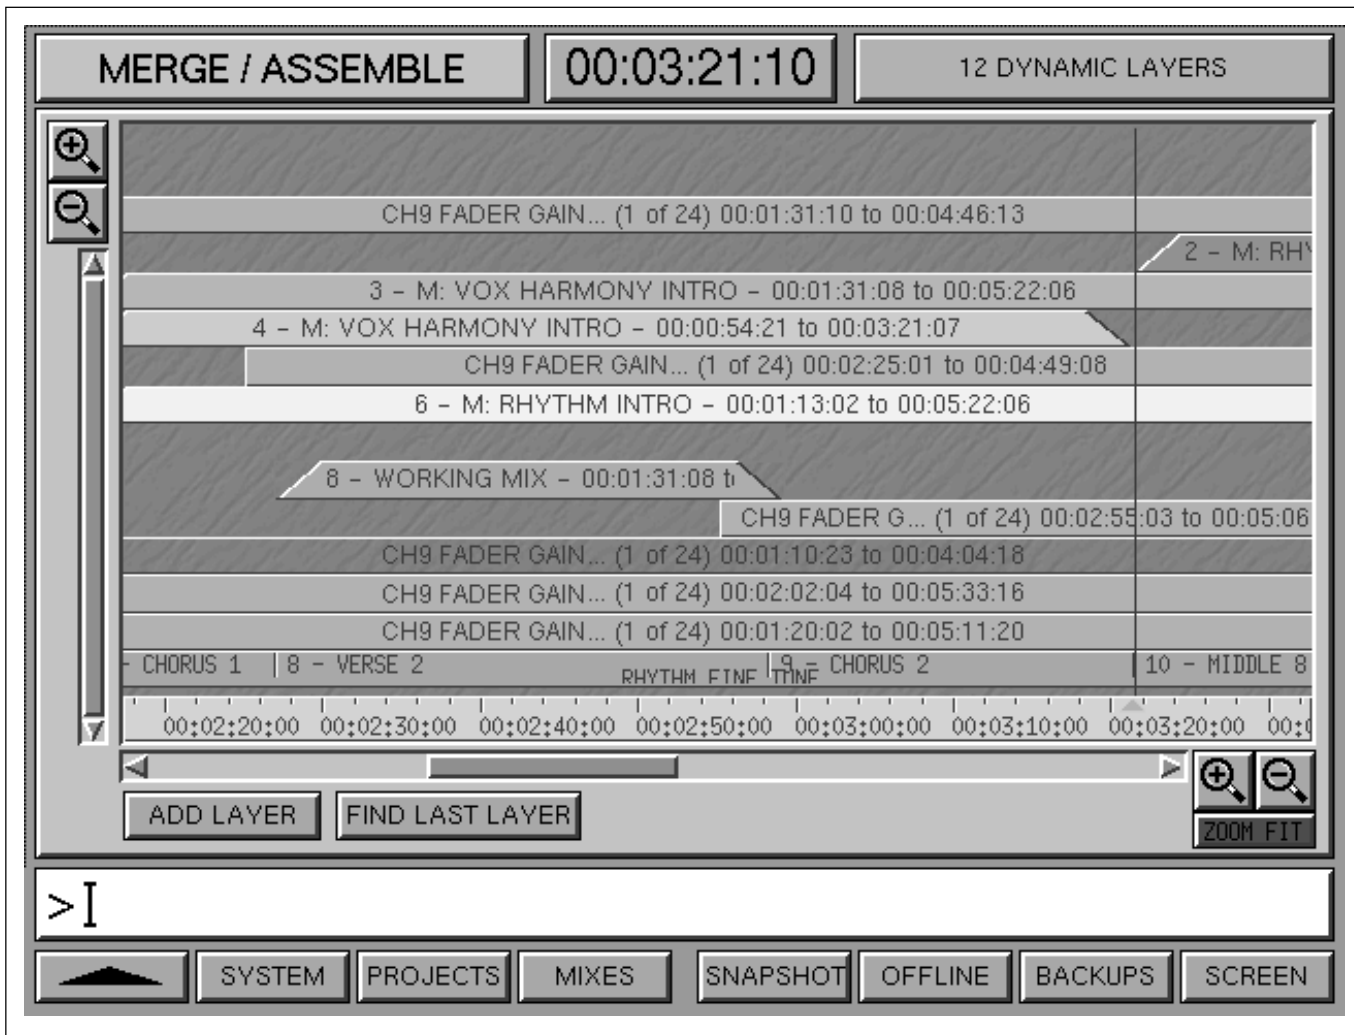 MERGE / ASSEMBLE
00:03:21:10
12 DYNAMIC LAYERS
CH9 FADER GAIN... (1 of 24) 00:01:31:10 to 00:04:46:13
2 – M: RH
3 – M: VOX HARMONY INTRO – 00:01:31:08 to 00:05:22:06
4 – M: VOX HARMONY INTRO – 00:00:54:21 to 00:03:21:07
CH9 FADER GAIN... (1 of 24) 00:02:25:01 to 00:04:49:08
6 – M: RHYTHM INTRO – 00:01:13:02 to 00:05:22:06
8 – WORKING MIX – 00:01:31:08 t
CH9 FADER G... (1 of 24) 00:02:55:03 to 00:05:06
CH9 FADER GAIN... (1 of 24) 00:01:10:23 to 00:04:04:18
CH9 FADER GAIN... (1 of 24) 00:02:02:04 to 00:05:33:16
CH9 FADER GAIN... (1 of 24) 00:01:20:02 to 00:05:11:20
- CHORUS 1 8 – VERSE 2 9 – CHORUS 2 10 – MIDDLE 8
RHYTHM FINE TUNE
00:02:20:00 00:02:30:00 00:02:40:00 00:02:50:00 00:03:00:00 00:03:10:00 00:03:20:00 00:
ADD LAYER FIND LAST LAYER
ZOOM FIT
>
SYSTEM PROJECTS MIXES SNAPSHOT OFFLINE BACKUPS SCREEN